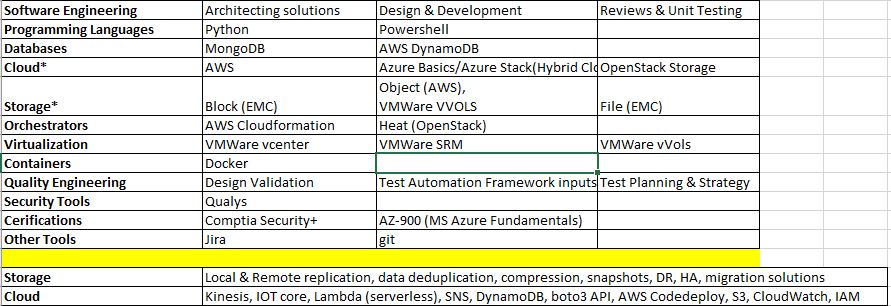 Software Engineering Architecting solutions Design & Development Reviews & Unit Testing
Programming Languages Python Powershell
Databases MongoDB AWS DynamoDB
Cloud* AWS Azure Basics/Azure Stack(Hybrid Clo OpenStack Storage
Object (AWS),
Storage* Block (EMC) VMWare VVOLS File (EMC)
Orchestrators AWS Cloudformation Heat (OpenStack)
Virtualization VMWare vcenter VMWare SRM VMWare vVols
Containers Docker
Quality Engineering Design Validation Test Automation Framework inputs Test Planning & Strategy
Security Tools Qualys
Cerifications Comptia Security+ AZ-900 (MS Azure Fundamentals)
Other Tools Jira git
Storage Local & Remote replication, data deduplication, compression, snapshots, DR, HA, migration solutions
Cloud Kinesis, IOT core, Lambda (serverless), SNS, DynamoDB, boto3 API, AWS Codedeploy, S3, CloudWatch, IAM